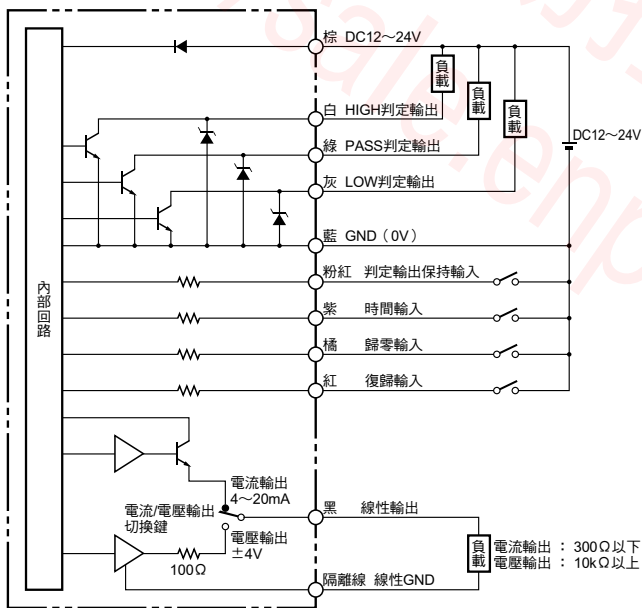 棕 DC12～24V
負載
負載
負載
白 HIGH判定輸出
DC12～24V
綠 PASS判定輸出
灰 LOW判定輸出
藍 GND（0V）
內部回路
粉紅 判定輸出保持輸入
紫 時間輸入
橘 歸零輸入
紅 復歸輸入
電流輸出
4～20mA
電流/電壓輸出
切換鍵
黑 線性輸出
電壓輸出
±4V
100Ω
負載
電流輸出 ： 300Ω以下
電壓輸出 ： 10kΩ以上
隔離線 線性GND